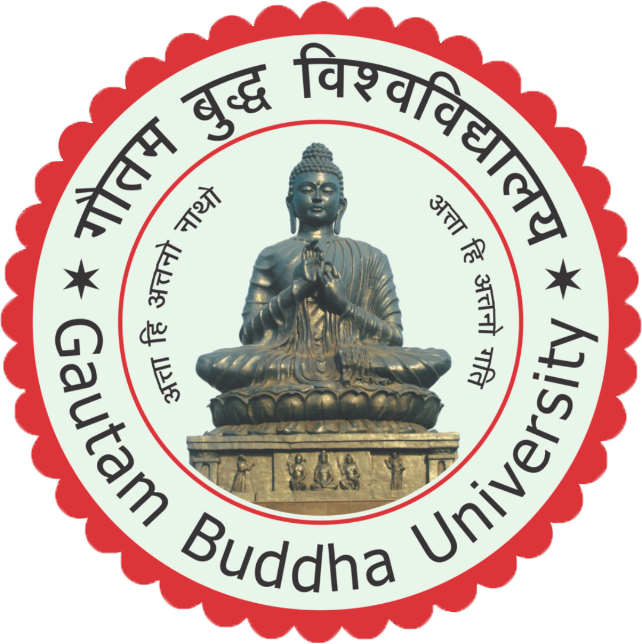 गौतम बुद्ध विश्वविद्यालय
अत्ता हि अत्तनो नाथो
अत्ता हि अत्तनो गति
Gautam Buddha University